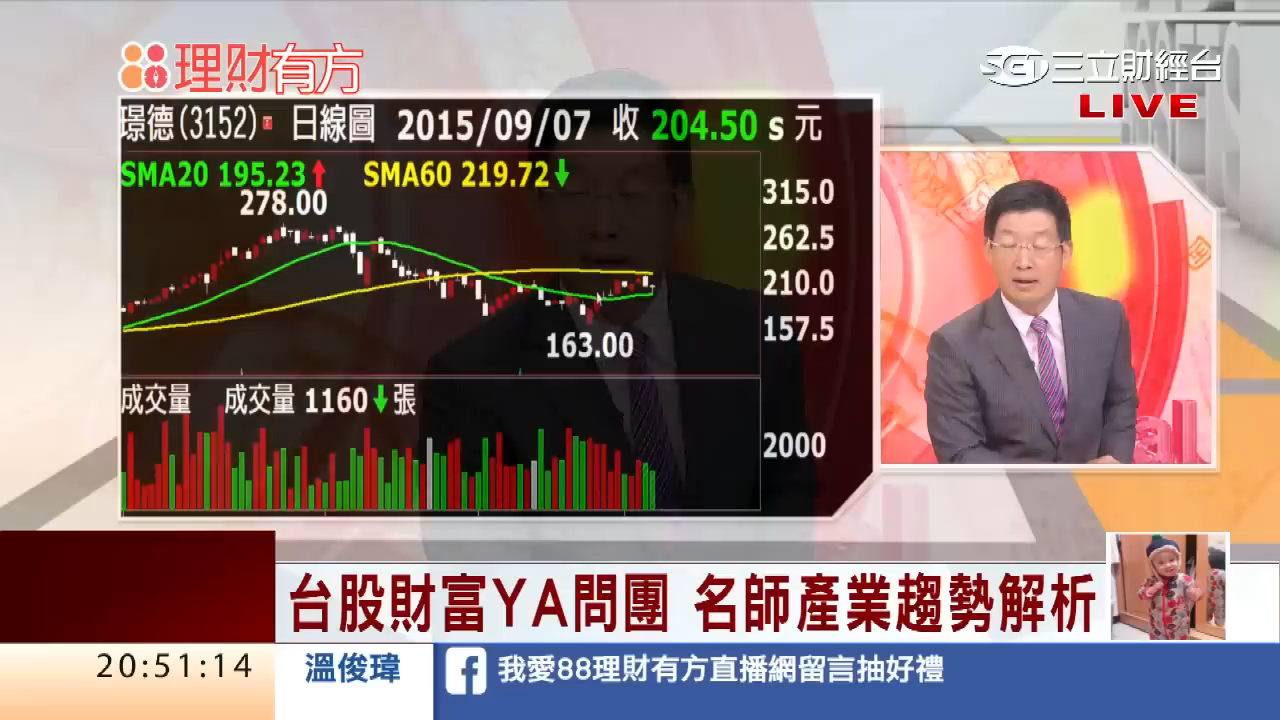 理財有方
SGT 三立財經台
LIVE
璟德(3152) 日線圖 2015/09/07 收 204.50 s 元
SMA20 195.23 SMA60 219.72
278.00
315.0
262.5
210.0
157.5
163.00
成交量 成交量 1160 張
2000
台股財富YA問團 名師產業趨勢解析
20:51:14 溫俊瑋 我愛88理財有方直播網留言抽好禮